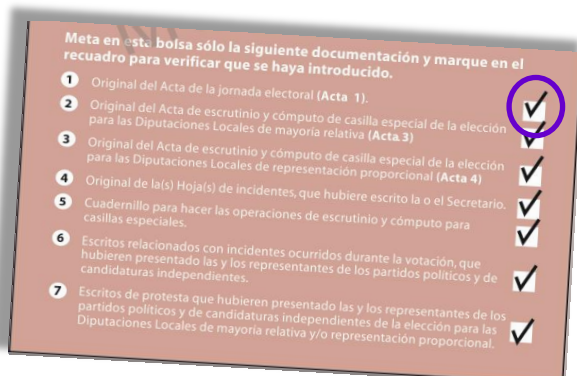 Meta en esta bolsa sólo la siguiente documentación y marque en el
recuadro para verificar que se haya introducido.
1 Original del Acta de la jornada electoral (Acta 1).
2 Original del Acta de escrutinio y cómputo de casilla especial de la elección
para las Diputaciones Locales de mayoría relativa (Acta 3)
3 Original del Acta de escrutinio y cómputo de casilla especial de la elección
para las Diputaciones Locales de representación proporcional (Acta 4)
4 Original de la(s) Hoja(s) de incidentes, que hubiere escrito la o el Secretario.
5 Cuadernillo para hacer las operaciones de escrutinio y cómputo para
casillas especiales.
6 Escritos relacionados con incidentes ocurridos durante la votación, que
hubieren presentado las y los representantes de los partidos políticos y de
candidaturas independientes.
7 Escritos de protesta que hubieren presentado las y los representantes de los
partidos políticos y de candidaturas independientes de la elección para las
Diputaciones Locales de mayoría relativa y/o representación proporcional.